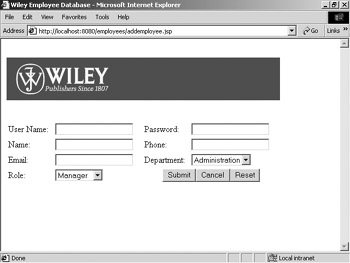 Wiley Employee Database - Microsoft Internet Explorer
File Edit View Favorites Tools Help
Address http://localhost:8080/employees/addemployee.jsp Go Links »
WILEY
Publishers Since 1807
User Name: Password:
Name: Phone:
Email: Department: Administration
Role: Manager Submit Cancel Reset
Done Local intranet